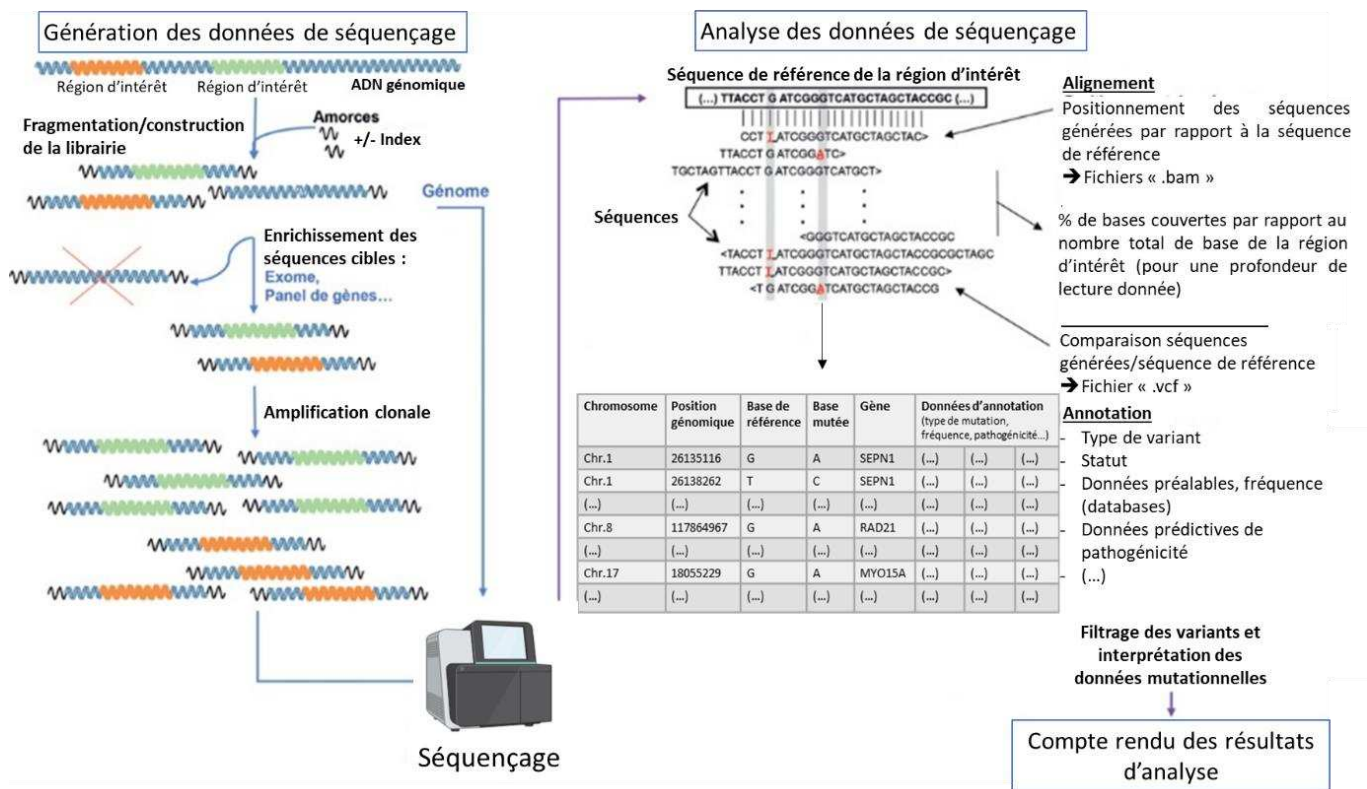 Génération des données de séquençage
Région d'intérêt
Région d'intérêt
ADN génomique
Fragmentation/construction
de la librairie
Amorces
+/- Index
Génome
Enrichissement des
séquences cibles :
Exome,
Panel de gènes...
Amplification clonale
Séquençage
Analyse des données de séquençage
Séquence de référence de la région d'intérêt
(...) TTACCT G ATCGGGTCATGCTAGCTACCGC (...)
CCT T ATCGGGTCATGCTAGCTAC>
TTACCT G ATCGGATC>
TGCTAGTTACCT G ATCGGGTCATGCT>
Séquences
<GGGTCATGCTAGCTACCGC
<TACCT T ATCGGGTCATGCTAGCTACCGCGCTAGC
TTACCT T ATCGGGTCATGCTAGCTACCGC>
<T G ATCGGATCATGCTAGCTACCG
Alignement
Positionnement des séquences
générées par rapport à la séquence
de référence
➔ Fichiers « .bam »
% de bases couvertes par rapport au
nombre total de base de la région
d'intérêt (pour une profondeur de
lecture donnée)
Comparaison séquences
générées/séquence de référence
➔ Fichier « .vcf »
Annotation
- Type de variant
- Statut
- Données préalables, fréquence
(databases)
- Données prédictives de
pathogénicité
- (...)
Chromosome Position génomique Base de référence Base mutée Gène Données d'annotation (type de mutation, fréquence, pathogénicité...)
Chr.1 26135116 G A SEPN1 (...) (...) (...)
Chr.1 26138262 T C SEPN1 (...) (...) (...)
(...) (...) (...) (...) (...) (...) (...) (...)
Chr.8 117864967 G A RAD21 (...) (...) (...)
(...) (...) (...) (...) (...) (...) (...) (...)
Chr.17 18055229 G A MYO15A (...) (...) (...)
(...) (...) (...) (...) (...) (...) (...) (...)
Filtrage des variants et
interprétation des
données mutationnelles
Compte rendu des résultats
d'analyse